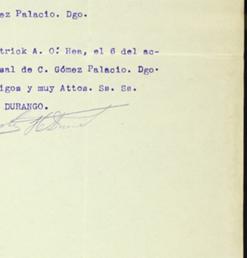 ez Palacio. Dgo.
trick A. O'Hea, el 6 del ac-
sal de C. Gómez Palacio. Dgo.
igos y muy Attos. Ss. Ss.
DURANGO.